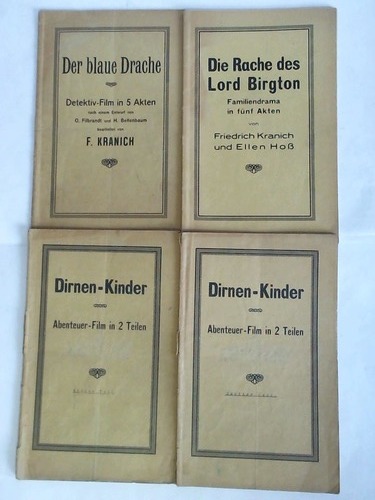 Der blaue Drache
Detektiv-Film in 5 Akten
nach einem Entwurf von
O. Filbrandt und H. Bettenbaum
bearbeitet von
F. KRANICH
Die Rache des
Lord Birgton
Familiendrama
in fünf Akten
von
Friedrich Kranich
und Ellen Hoß
Dirnen-Kinder
Abenteuer-Film in 2 Teilen
Dirnen-Kinder
Abenteuer-Film in 2 Teilen